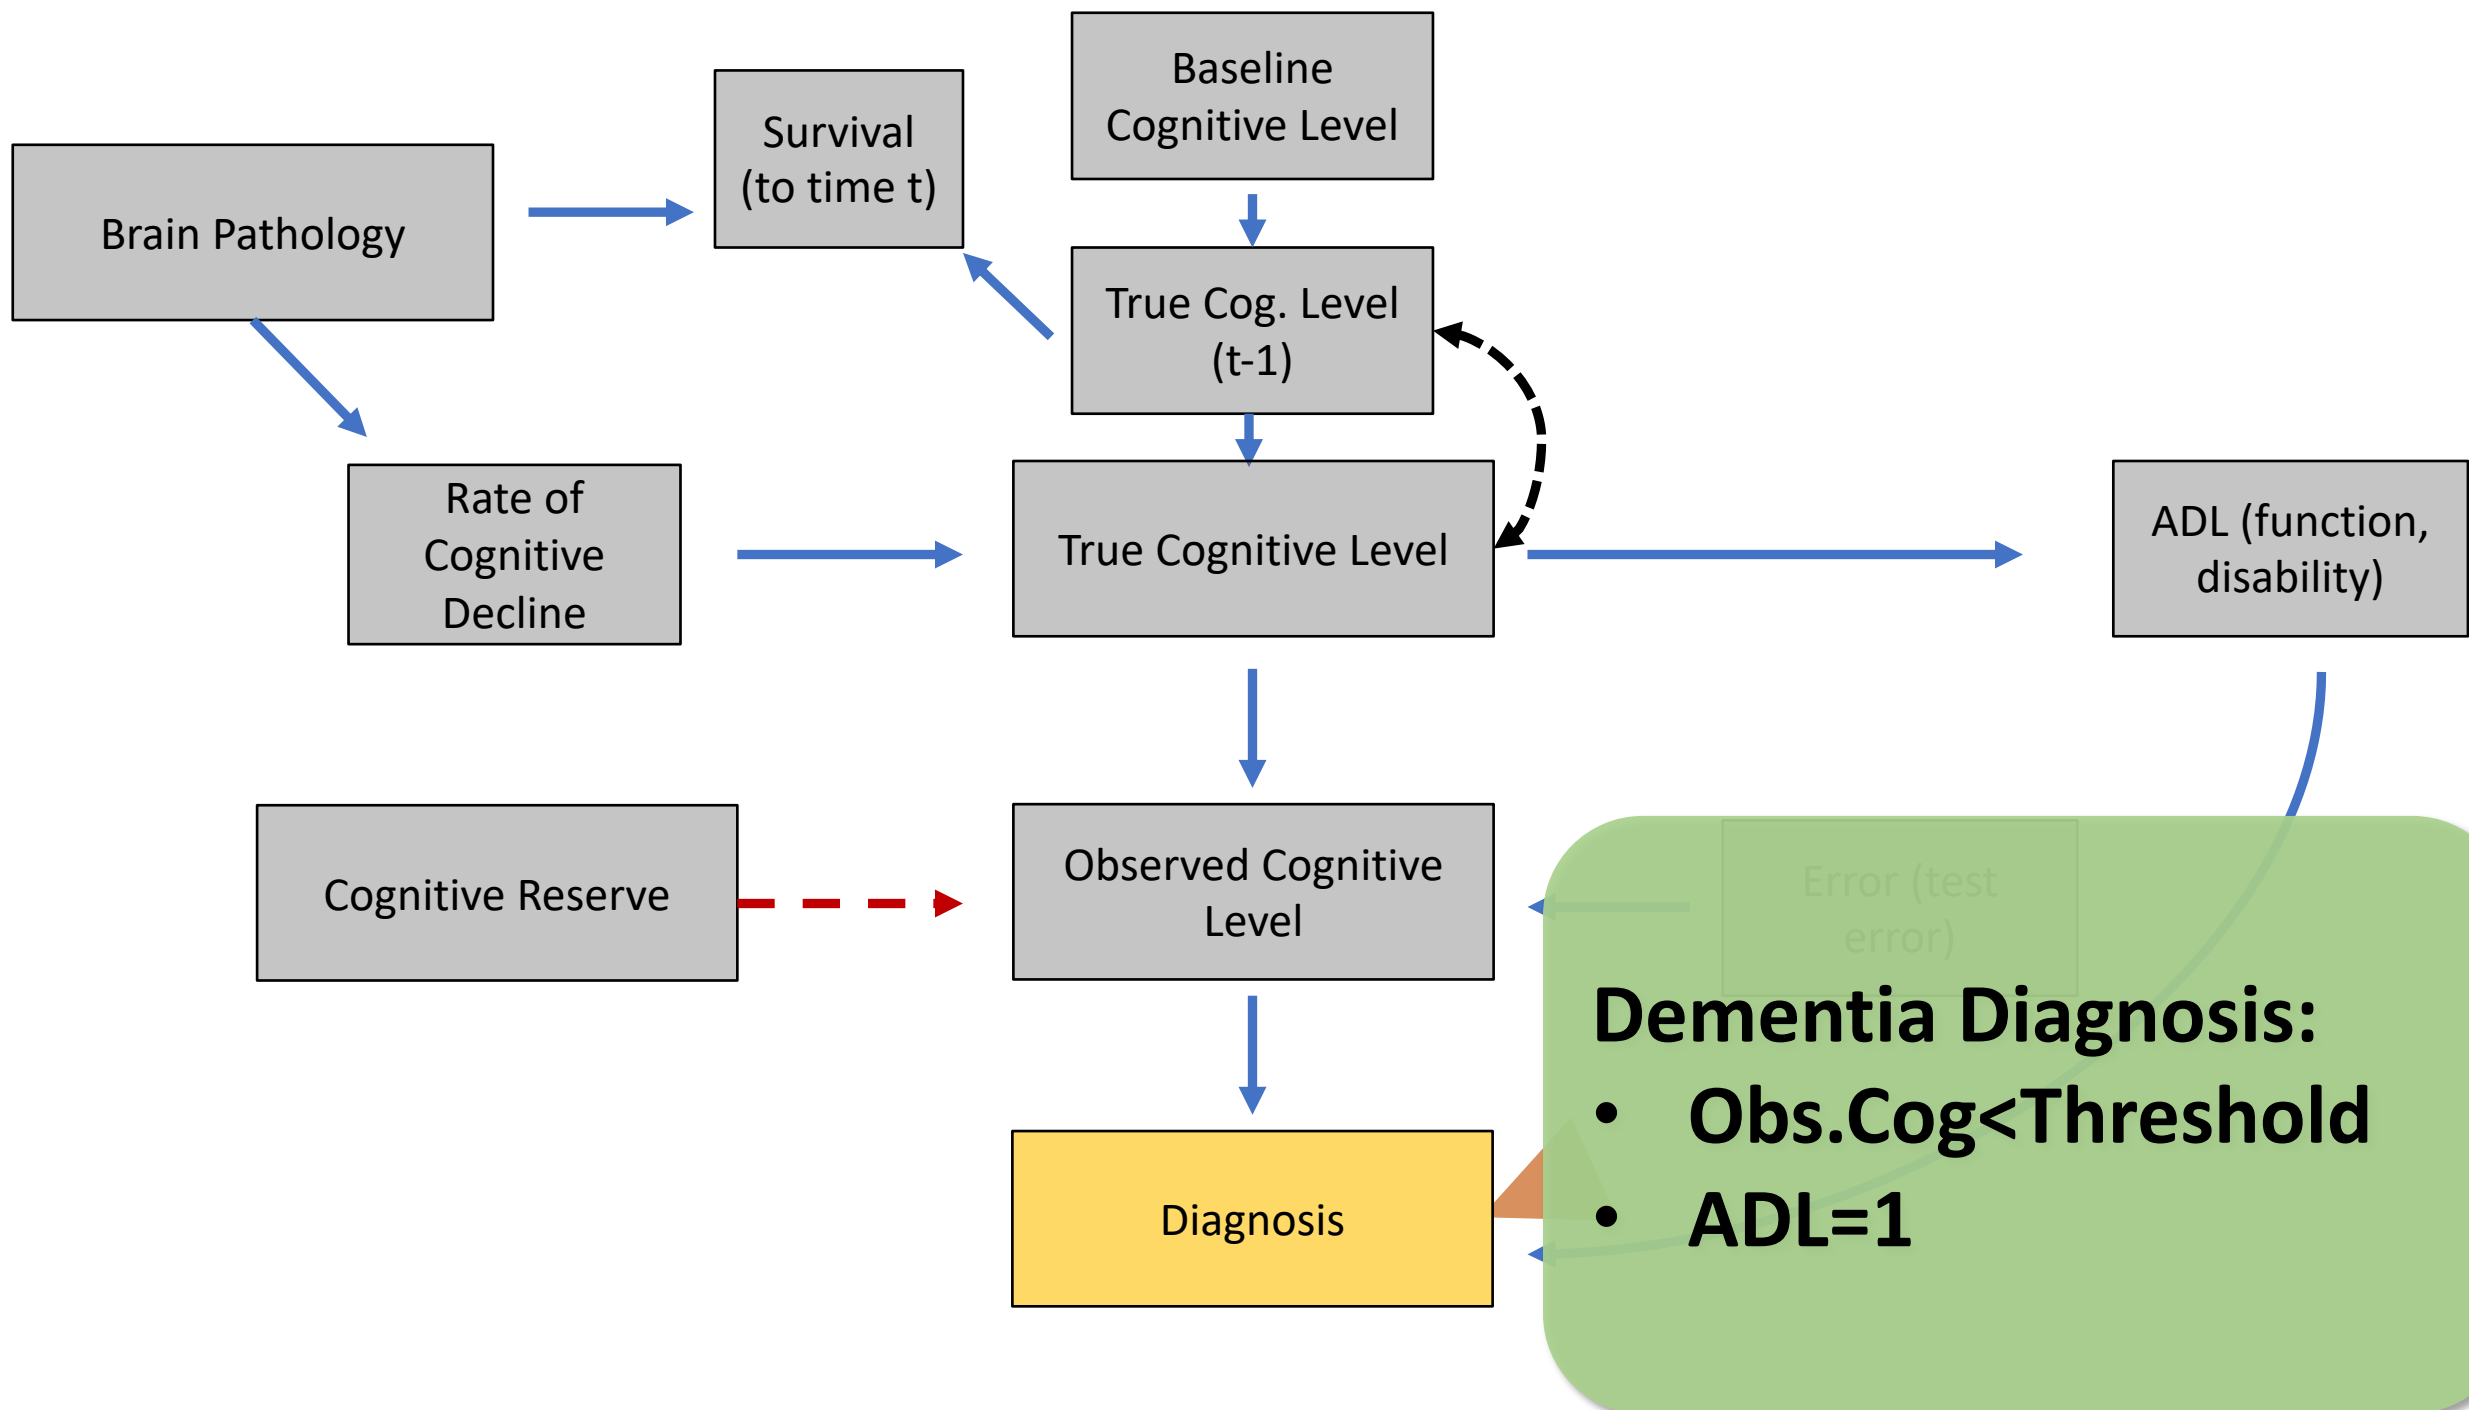 Baseline
Cognitive Level
Survival
(to time t)
Brain Pathology
True Cog. Level
(t-1)
Rate of
Cognitive
Decline
True Cognitive Level
ADL (function,
disability)
Cognitive Reserve
Observed Cognitive
Level
Error (test
error)
Dementia Diagnosis:
• Obs.Cog<Threshold
• ADL=1
Diagnosis